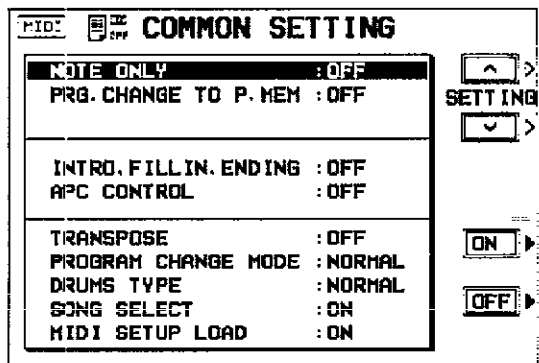 MIDI COMMON SETTING
NOTE ONLY :OFF
PRG.CHANGE TO P.MEM :OFF
SETTING
INTRO,FILLIN,ENDING :OFF
APC CONTROL :OFF
TRANSPOSE :OFF
ON
PROGRAM CHANGE MODE :NORMAL
DRUMS TYPE :NORMAL
SONG SELECT :ON
OFF
MIDI SETUP LOAD :ON